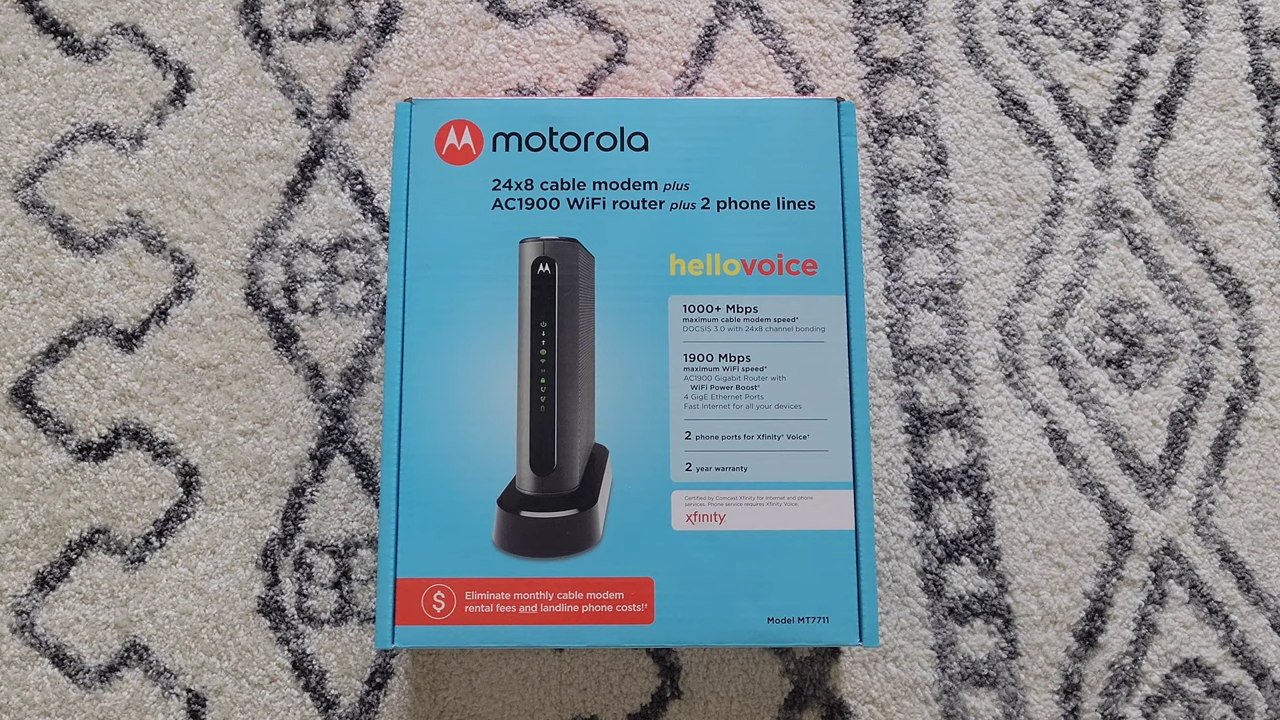 motorola
24x8 cable modem plus
AC1900 WiFi router plus 2 phone lines
hellovoice
1000+ Mbps
maximum cable modem speed*
DOCSIS 3.0 with 24x8 channel bonding
1900 Mbps
maximum WiFi speed*
AC1900 Gigabit Router with
WiFi Power Boost*
4 GigE Ethernet Ports
Fast Internet for all your devices
2 phone ports for Xfinity® Voice†
2 year warranty
Certified by Comcast Xfinity for Internet and phone
services. Phone service requires Xfinity Voice.
xfinity
$ Eliminate monthly cable modem
rental fees and landline phone costs!†
Model MT7711